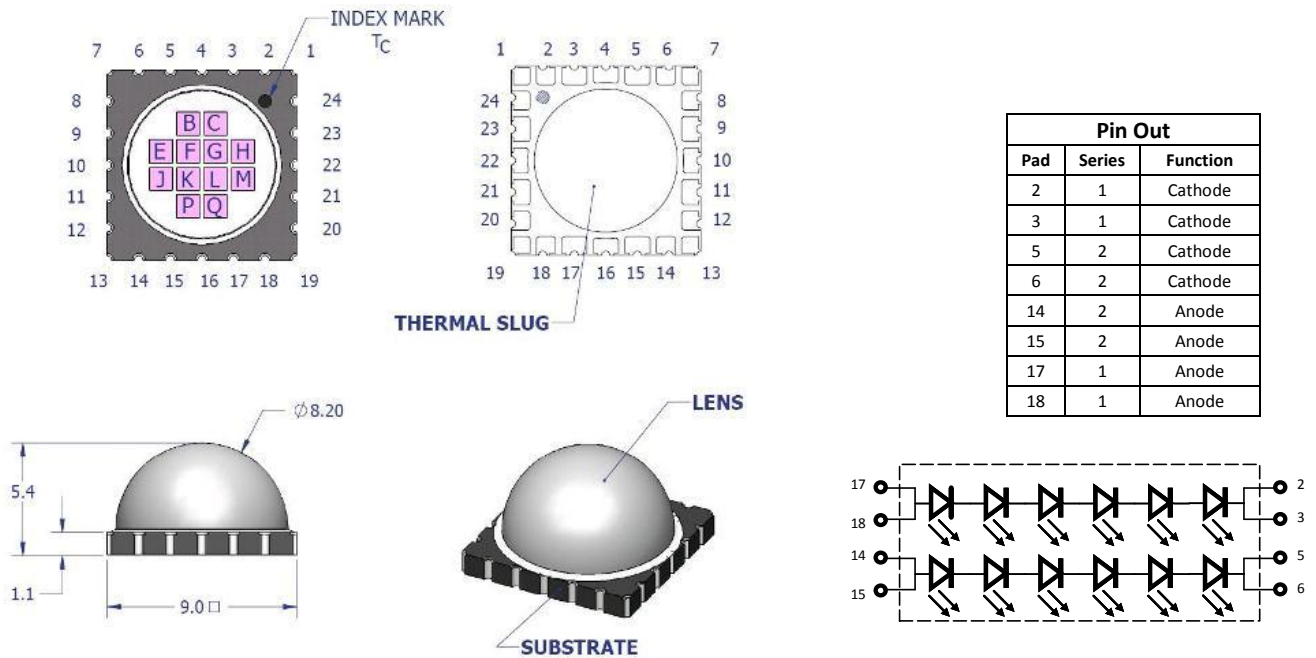 INDEX MARK
TC
7 6 5 4 3 2 1
8 24
9 23
10 22
11 21
12 20
13 14 15 16 17 18 19
B C
E F G H
J K L M
P Q
1 2 3 4 5 6 7
24 8
23 9
22 10
21 11
20 12
19 18 17 16 15 14 13
THERMAL SLUG
Pin Out
Pad Series Function
2 1 Cathode
3 1 Cathode
5 2 Cathode
6 2 Cathode
14 2 Anode
15 2 Anode
17 1 Anode
18 1 Anode
∅8.20
5.4
1.1
9.0 □
LENS
SUBSTRATE
17 2
18 3
14 5
15 6